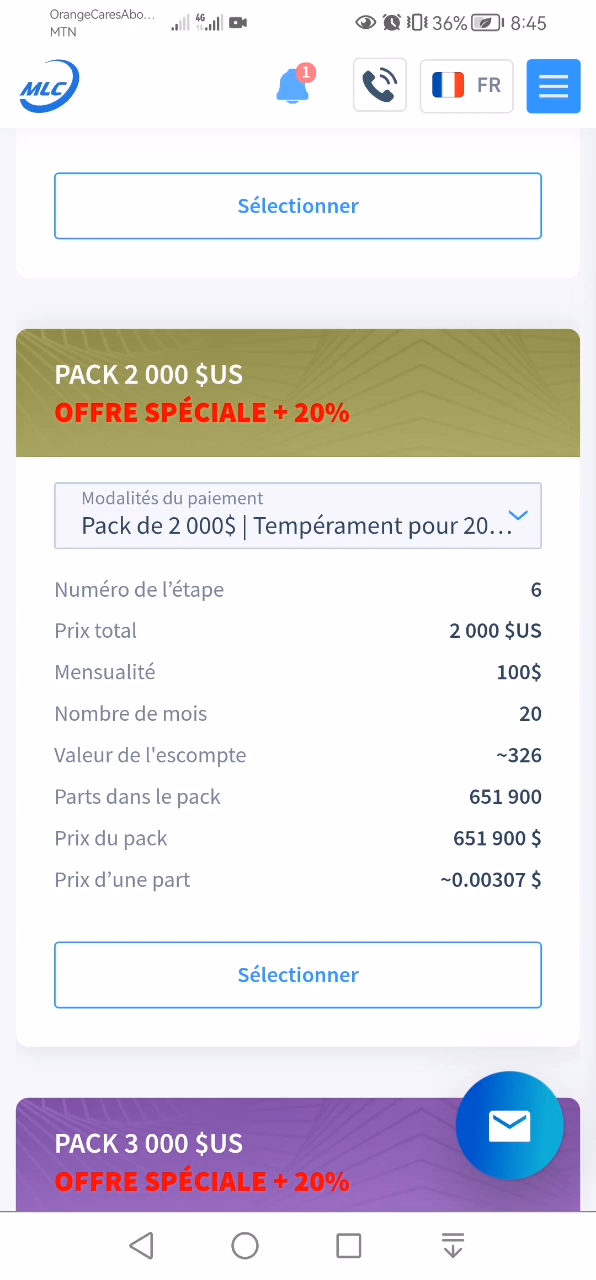 OrangeCaresAbo...
MTN
4G
36%
8:45
MLC
1
FR
Sélectionner
PACK 2 000 $US
OFFRE SPÉCIALE + 20%
Modalités du paiement
Pack de 2 000$ | Tempérament pour 20...
Numéro de l’étape 6
Prix total 2 000 $US
Mensualité 100$
Nombre de mois 20
Valeur de l'escompte ~326
Parts dans le pack 651 900
Prix du pack 651 900 $
Prix d’une part ~0.00307 $
Sélectionner
PACK 3 000 $US
OFFRE SPÉCIALE + 20%